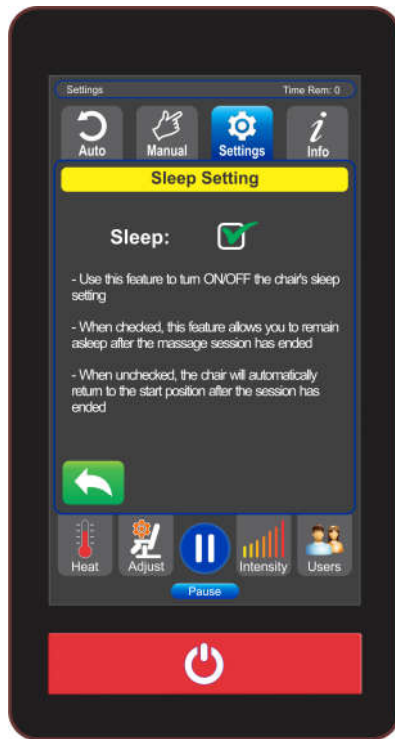 Settings Time Rem: 0
Auto Manual Settings Info
Sleep Setting
Sleep:
- Use this feature to turn ON/OFF the chair's sleep
setting
- When checked, this feature allows you to remain
asleep after the massage session has ended
- When unchecked, the chair will automatically
return to the start position after the session has
ended
Heat Adjust Intensity Users
Pause